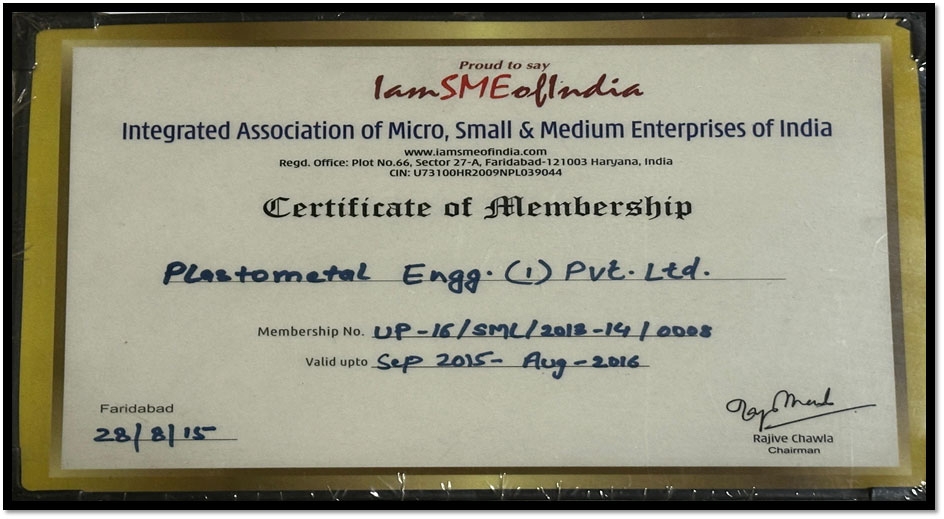 Proud to say
IamSMEofIndia
Integrated Association of Micro, Small & Medium Enterprises of India
www.iamsmeofindia.com
Regd. Office: Plot No.66, Sector 27-A, Faridabad-121003 Haryana, India
CIN: U73100HR2009NPL039044
Certificate of Membership
Plastometal Engg. (I) Pvt. Ltd.
Membership No. UP-16/SML/2013-14/0008
Valid upto Sep 2015- Aug-2016
Faridabad
28/8/15
Rajive Chawla
Chairman